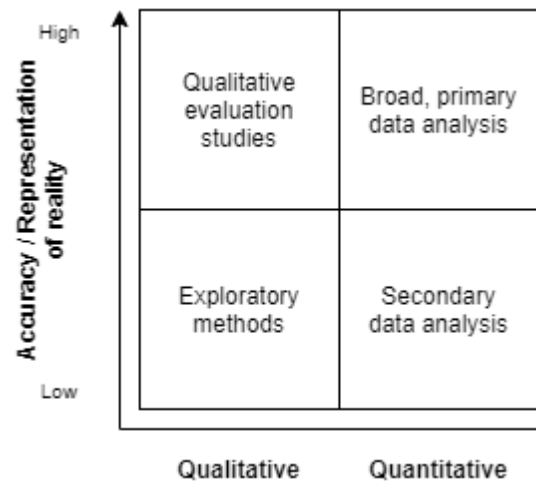 High
Accuracy / Representation
of reality
Low
Qualitative
evaluation
studies
Broad, primary
data analysis
Exploratory
methods
Secondary
data analysis
Qualitative
Quantitative